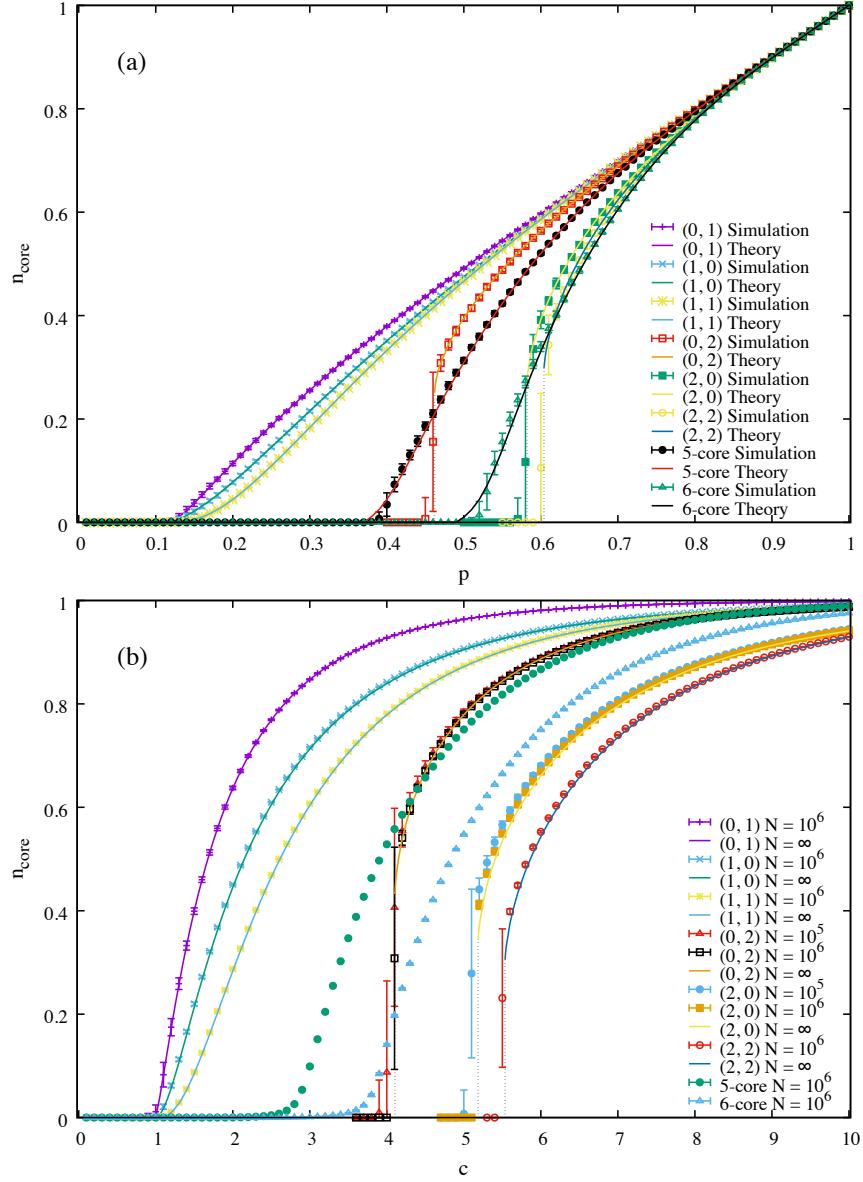 1
0.8
0.6
0.4
0.2
0
n_core
(a)
(0, 1) Simulation
(0, 1) Theory
(1, 0) Simulation
(1, 0) Theory
(1, 1) Simulation
(1, 1) Theory
(0, 2) Simulation
(0, 2) Theory
(2, 0) Simulation
(2, 0) Theory
(2, 2) Simulation
(2, 2) Theory
5-core Simulation
5-core Theory
6-core Simulation
6-core Theory
0 0.1 0.2 0.3 0.4 0.5 0.6 0.7 0.8 0.9 1
p
1
0.8
0.6
0.4
0.2
0
n_core
(b)
(0, 1) N = 10^6
(0, 1) N = ∞
(1, 0) N = 10^6
(1, 0) N = ∞
(1, 1) N = 10^6
(1, 1) N = ∞
(0, 2) N = 10^5
(0, 2) N = 10^6
(0, 2) N = ∞
(2, 0) N = 10^5
(2, 0) N = 10^6
(2, 0) N = ∞
(2, 2) N = 10^6
(2, 2) N = ∞
5-core N = 10^6
6-core N = 10^6
0 1 2 3 4 5 6 7 8 9 10
c